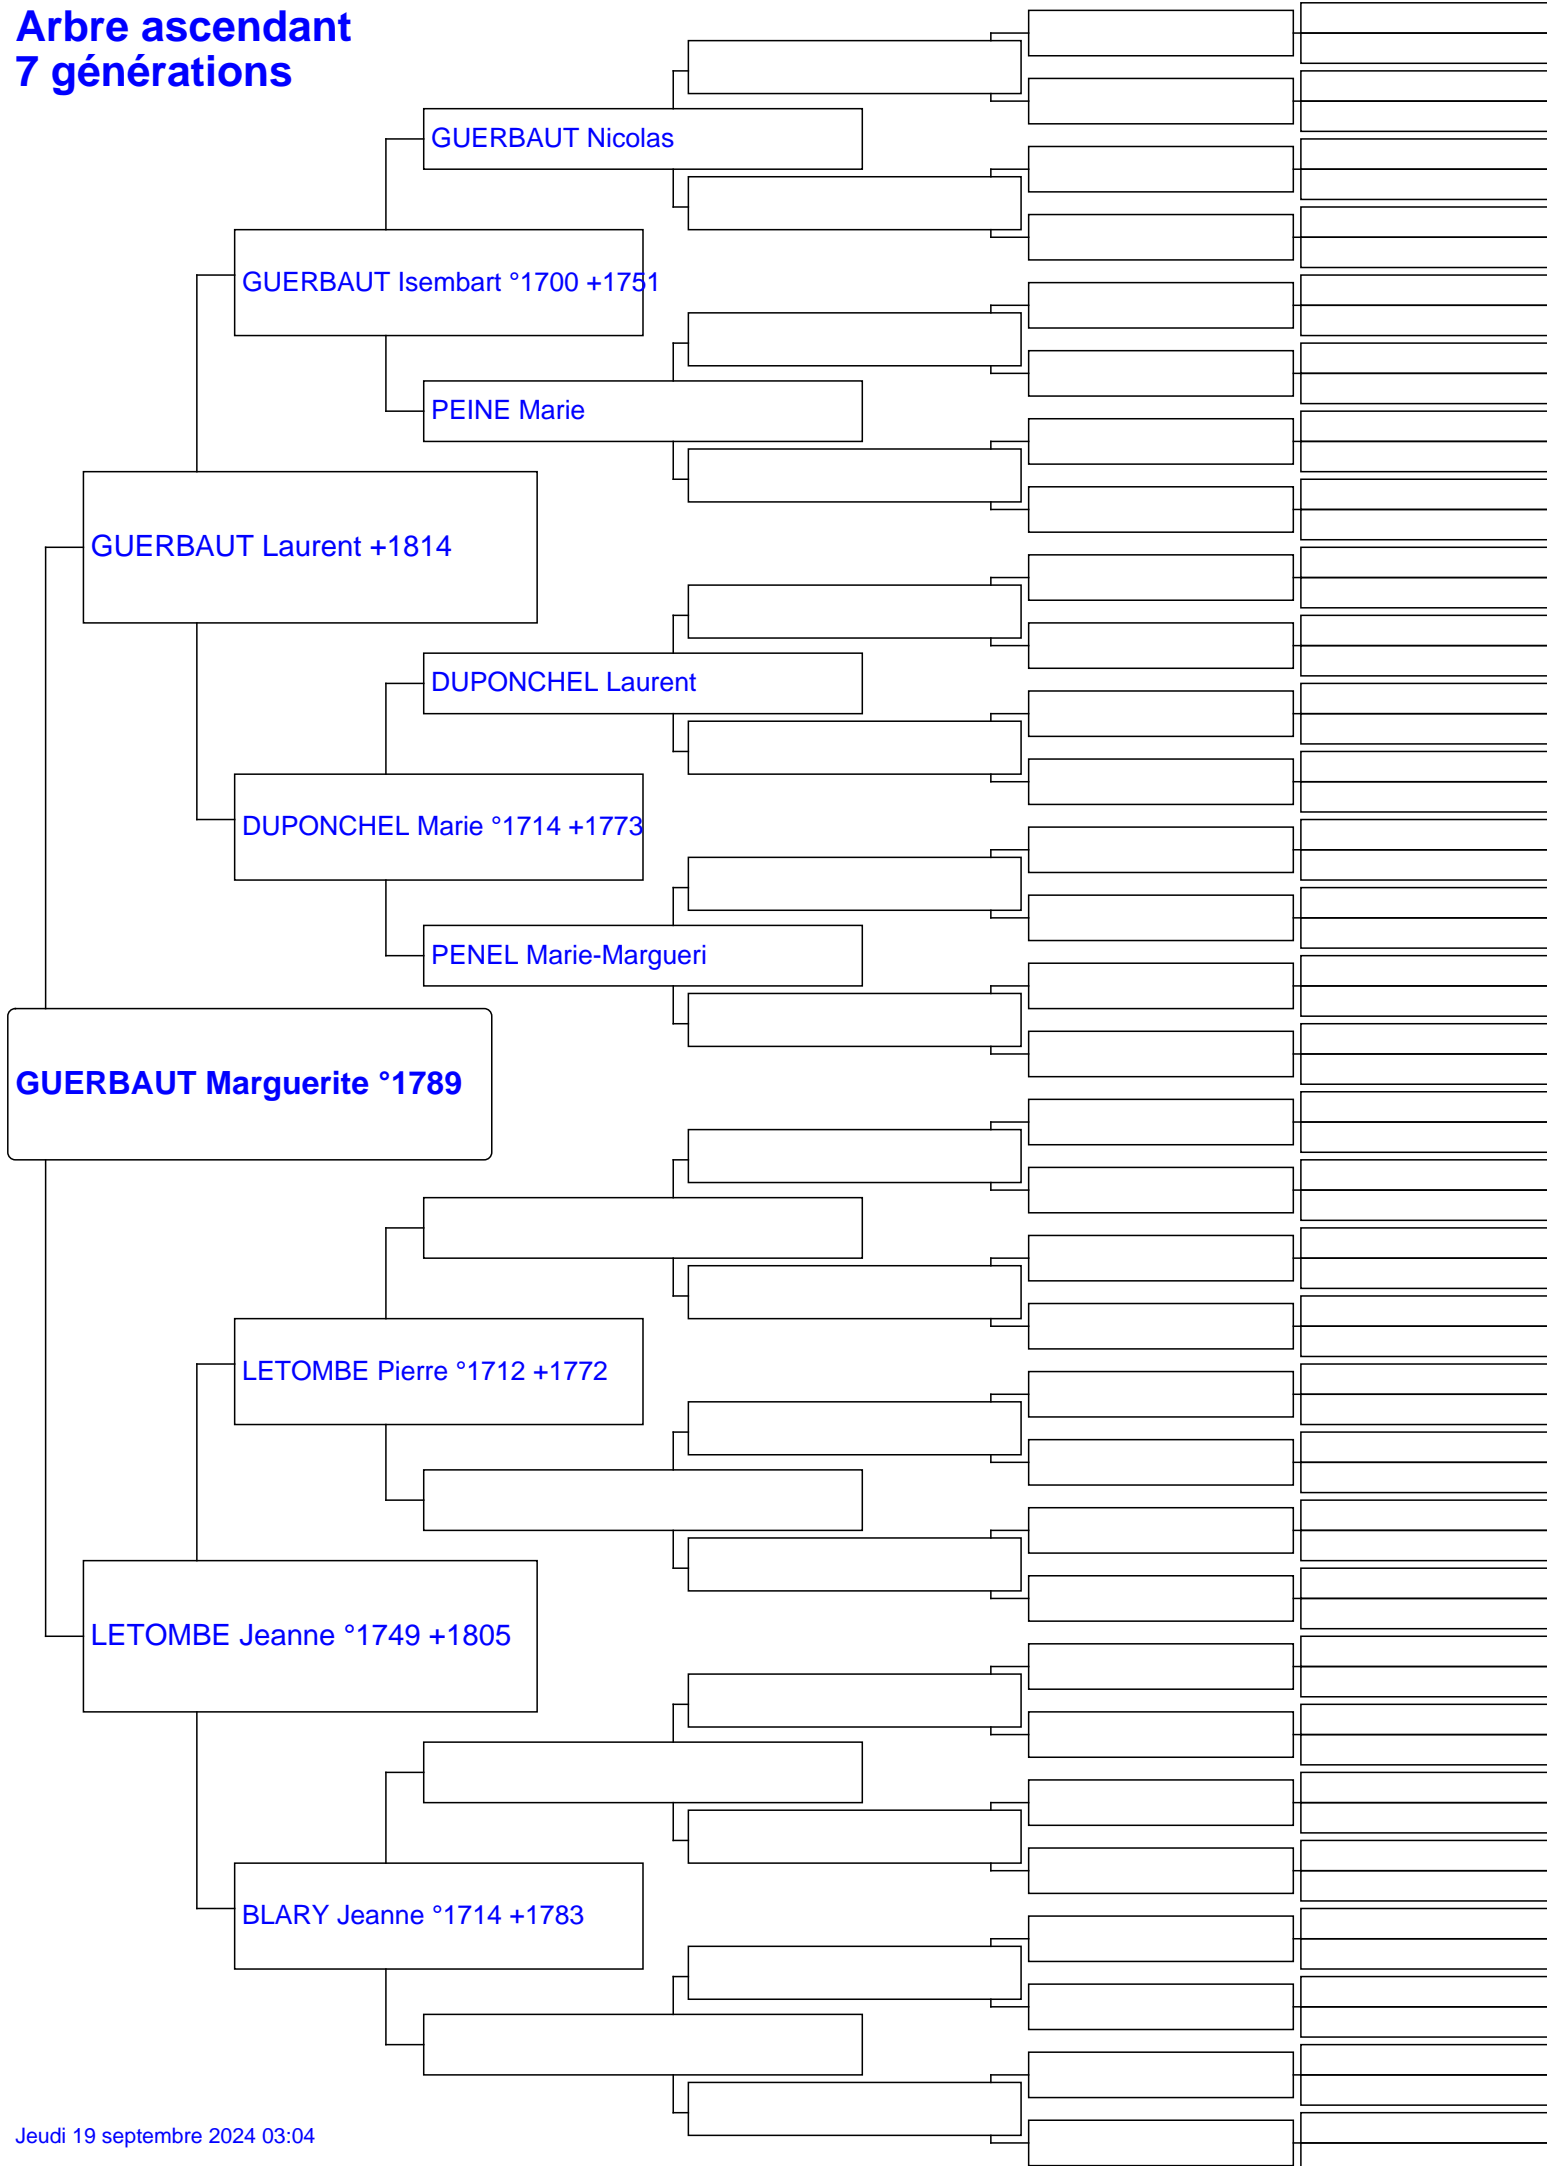 Arbre ascendant
7 générations
GUERBAUT Nicolas
GUERBAUT Isembart °1700 +1751
PEINE Marie
GUERBAUT Laurent +1814
DUPONCHEL Laurent
DUPONCHEL Marie °1714 +1773
PENEL Marie-Margueri
GUERBAUT Marguerite °1789
LETOMBE Pierre °1712 +1772
LETOMBE Jeanne °1749 +1805
BLARY Jeanne °1714 +1783
Jeudi 19 septembre 2024 03:04